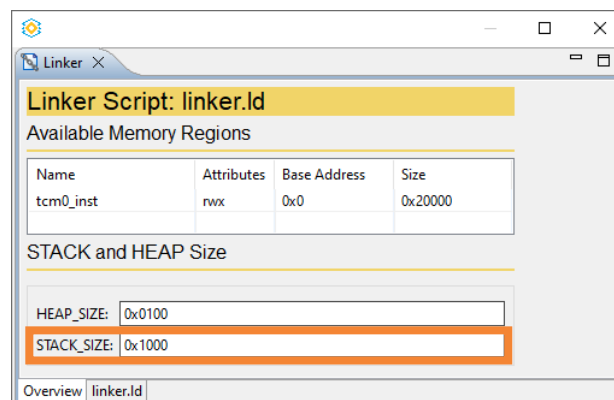 Linker
Linker Script: linker.ld
Available Memory Regions
Name Attributes Base Address Size
tcm0_inst rwx 0x0 0x20000
STACK and HEAP Size
HEAP_SIZE: 0x0100
STACK_SIZE: 0x1000
Overview linker.ld